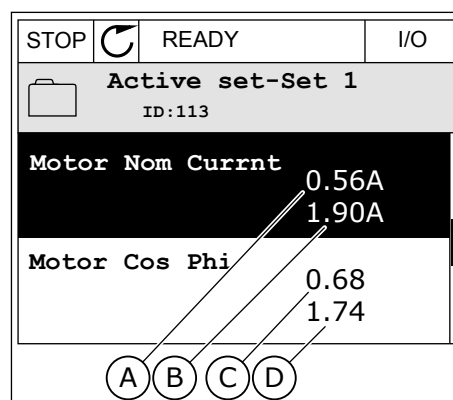 STOP READY I/O
Active set-Set 1
ID:113
Motor Nom Currnt
0.56A
1.90A
Motor Cos Phi
0.68
1.74
A B C D